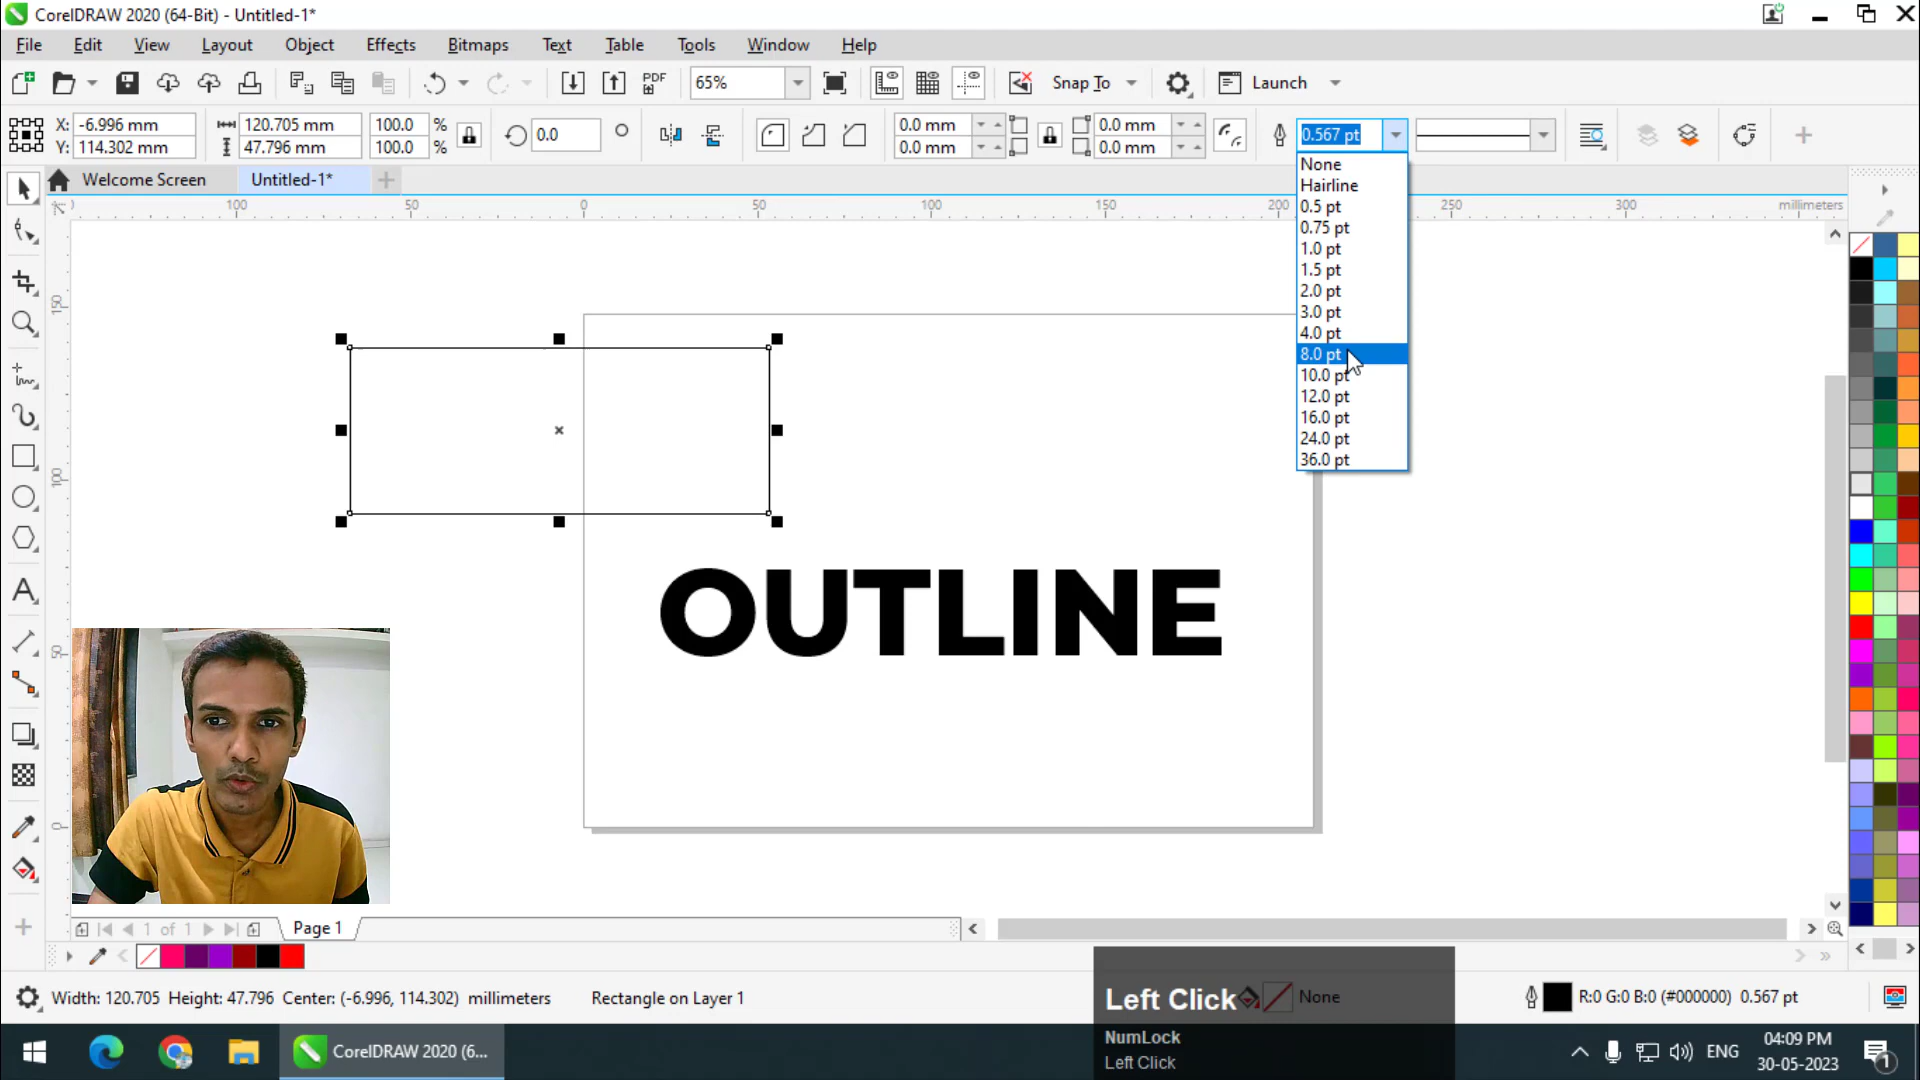 CorelDRAW 2020 (64-Bit) - Untitled-1*
File Edit View Layout Object Effects Bitmaps Text Table Tools Window Help
PDF 65% Snap To Launch
X: -6.996 mm 120.705 mm 100.0 % 0.0 0.0 mm 0.0 mm 0.567 pt
Y: 114.302 mm 47.796 mm 100.0 % 0.0 mm 0.0 mm
Welcome Screen Untitled-1*
100 50 0 50 100 150 200 250 300 millimeters
None
Hairline
0.5 pt
0.75 pt
1.0 pt
1.5 pt
2.0 pt
3.0 pt
4.0 pt
8.0 pt
10.0 pt
12.0 pt
16.0 pt
24.0 pt
36.0 pt
150
100
50
0
OUTLINE
1 of 1 Page 1
Width: 120.705 Height: 47.796 Center: (-6.996, 114.302) millimeters Rectangle on Layer 1
Left Click None
R:0 G:0 B:0 (#000000) 0.567 pt
NumLock
Left Click
CorelDRAW 2020 (6...
ENG
04:09 PM
30-05-2023
1